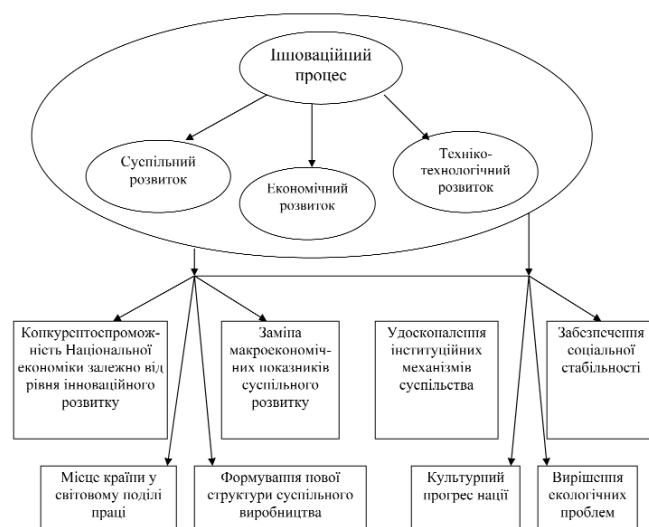 Інноваційний
процес
Суспільний
розвиток
Економічний
розвиток
Техніко-
технологічний
розвиток
Конкурентоспромож-
ність Національної
економіки залежно від
рівня інноваційного
розвитку
Заміна
макроекономіч-
них показників
суспільного
розвитку
Удосконалення
інституційних
механізмів
суспільства
Забезпечення
соціальної
стабільності
Місце країни у
світовому поділі
праці
Формування нової
структури суспільного
виробництва
Культурний
прогрес нації
Вирішення
екологічних
проблем